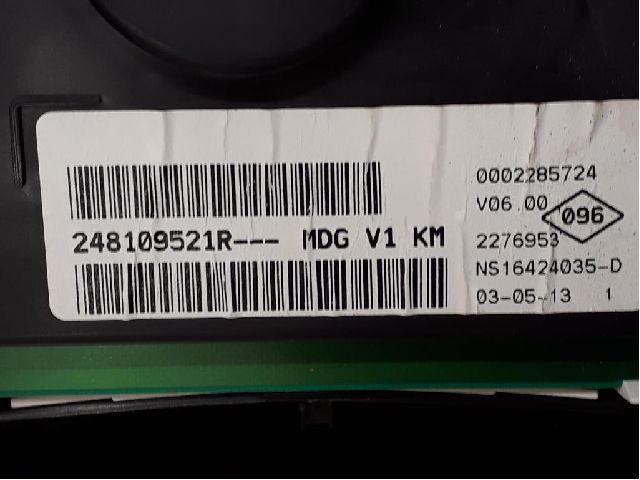 0002285724
V06.00
096
248109521R--- MDG V1 KM
2276953
NS16424035-D
03-05-13 1